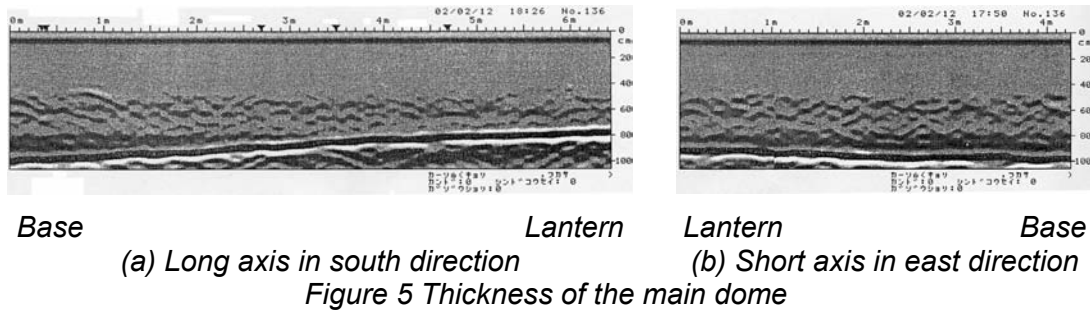 02/02/12 18:26 No.136
0 1m 2m 3m 4m 5m 6m
0
cm
200
400
600
800
1000
02/02/12 17:50 No.136
0 1m 2m 3m 4m
0
cm
200
400
600
800
1000
Base Lantern Lantern Base
(a) Long axis in south direction (b) Short axis in east direction
Figure 5 Thickness of the main dome